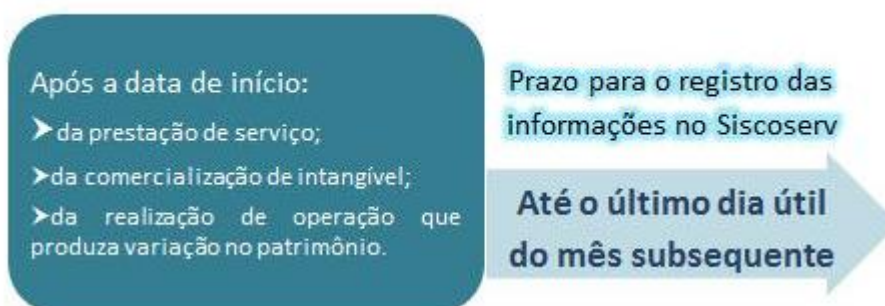 Após a data de início:
➤da prestação de serviço;
➤da comercialização de intangível;
➤da realização de operação que
produza variação no patrimônio.
Prazo para o registro das
informações no Siscoserv
Até o último dia útil
do mês subsequente